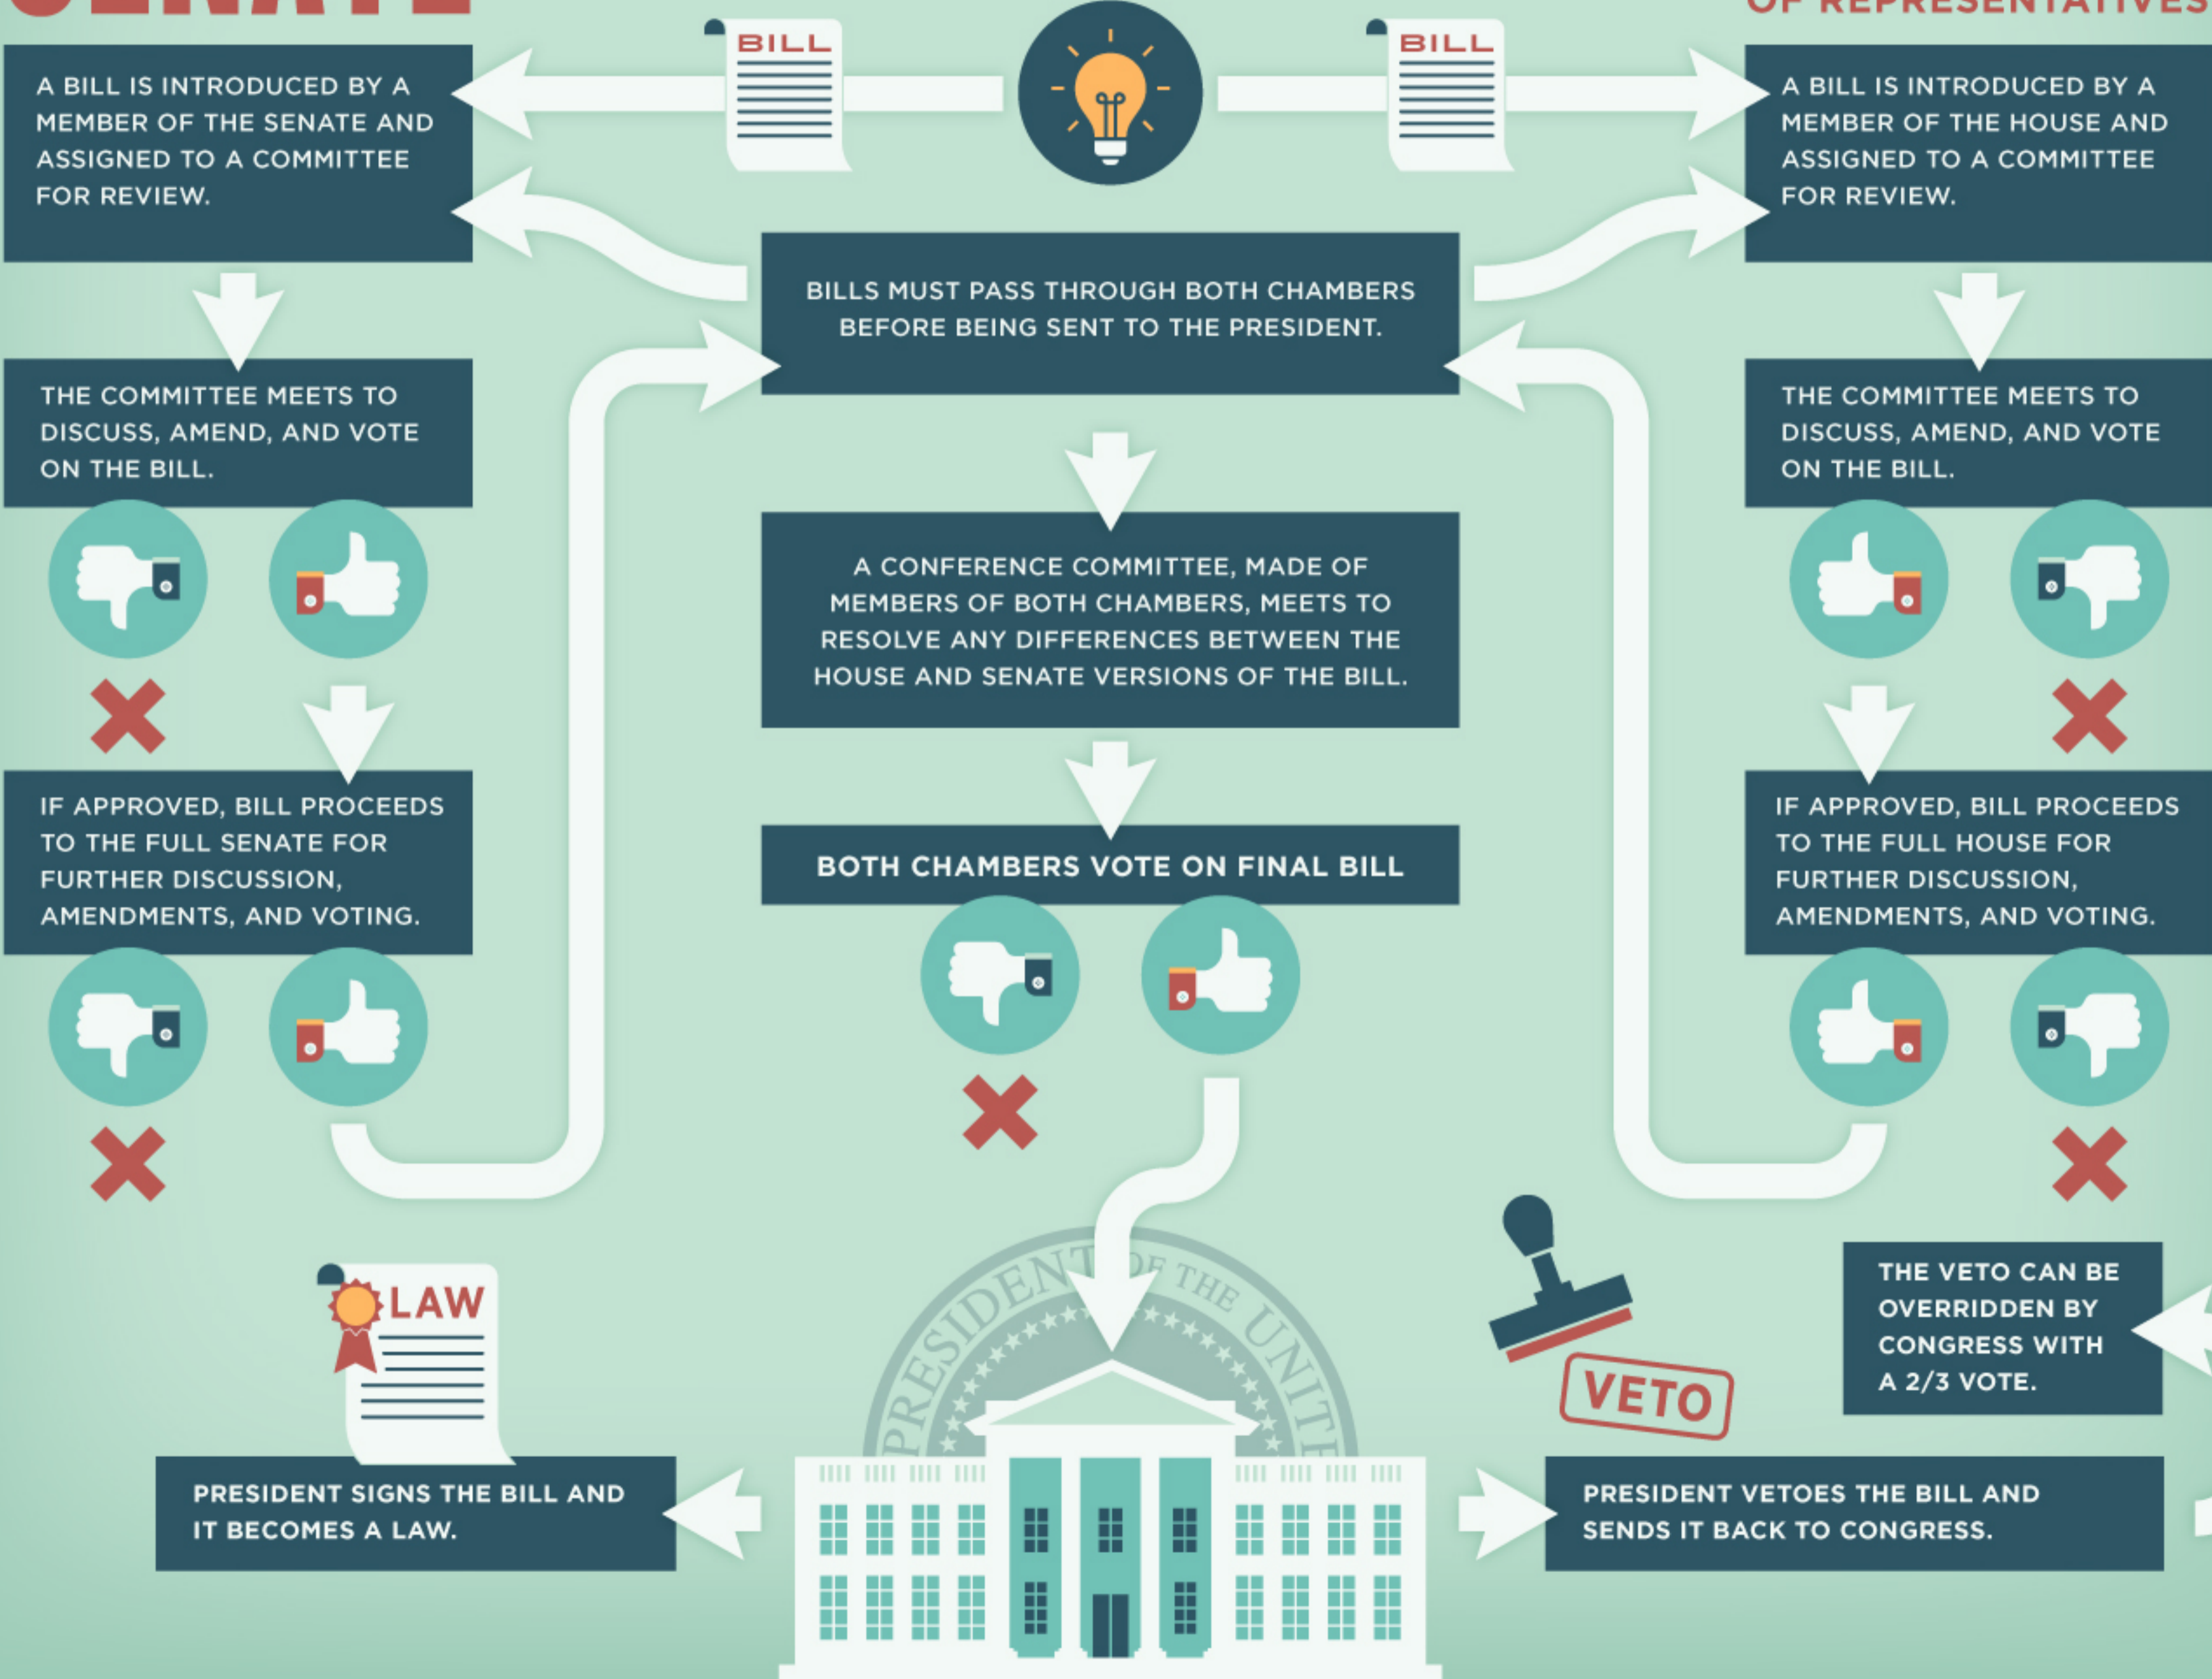 SENATE
OF REPRESENTATIVES
BILL
BILL
A BILL IS INTRODUCED BY A
MEMBER OF THE SENATE AND
ASSIGNED TO A COMMITTEE
FOR REVIEW.
A BILL IS INTRODUCED BY A
MEMBER OF THE HOUSE AND
ASSIGNED TO A COMMITTEE
FOR REVIEW.
BILLS MUST PASS THROUGH BOTH CHAMBERS
BEFORE BEING SENT TO THE PRESIDENT.
THE COMMITTEE MEETS TO
DISCUSS, AMEND, AND VOTE
ON THE BILL.
THE COMMITTEE MEETS TO
DISCUSS, AMEND, AND VOTE
ON THE BILL.
A CONFERENCE COMMITTEE, MADE OF
MEMBERS OF BOTH CHAMBERS, MEETS TO
RESOLVE ANY DIFFERENCES BETWEEN THE
HOUSE AND SENATE VERSIONS OF THE BILL.
IF APPROVED, BILL PROCEEDS
TO THE FULL SENATE FOR
FURTHER DISCUSSION,
AMENDMENTS, AND VOTING.
IF APPROVED, BILL PROCEEDS
TO THE FULL HOUSE FOR
FURTHER DISCUSSION,
AMENDMENTS, AND VOTING.
BOTH CHAMBERS VOTE ON FINAL BILL
LAW
PRESIDENT OF THE UNITE
VETO
THE VETO CAN BE
OVERRIDDEN BY
CONGRESS WITH
A 2/3 VOTE.
PRESIDENT SIGNS THE BILL AND
IT BECOMES A LAW.
PRESIDENT VETOES THE BILL AND
SENDS IT BACK TO CONGRESS.